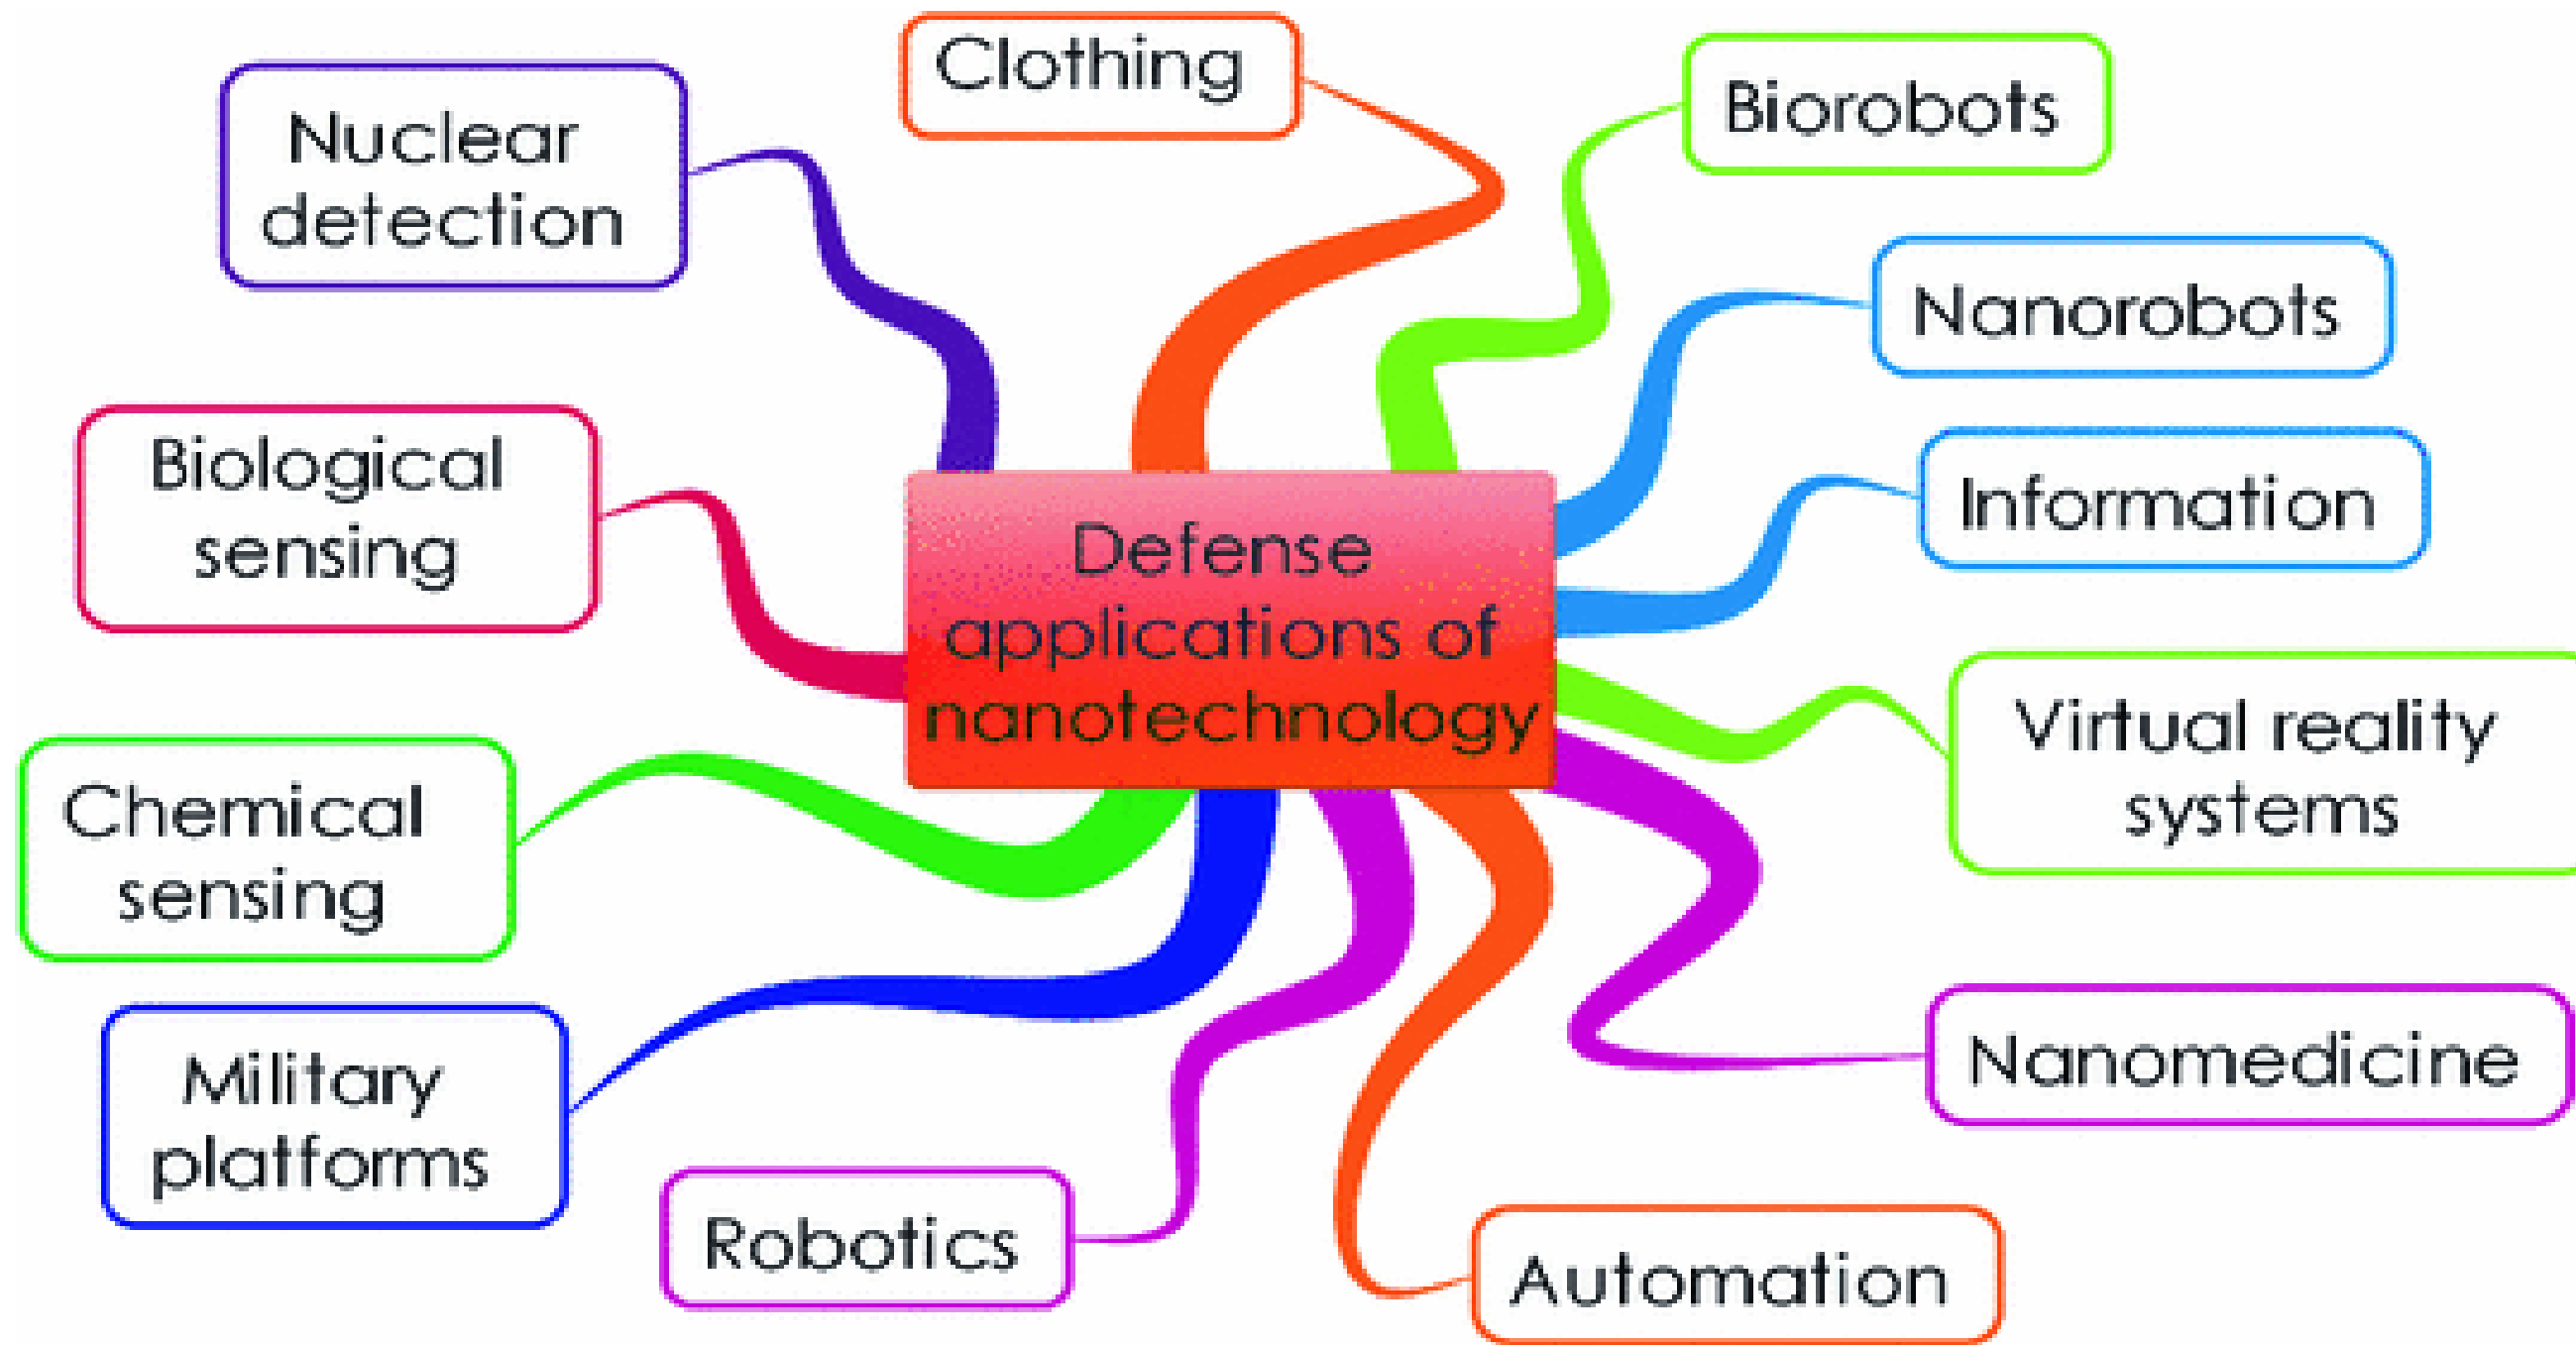 Clothing
Biorobots
Nuclear
detection
Nanorobots
Biological
sensing
Information
Defense
applications of
nanotechnology
Virtual reality
systems
Chemical
sensing
Nanomedicine
Military
platforms
Robotics
Automation